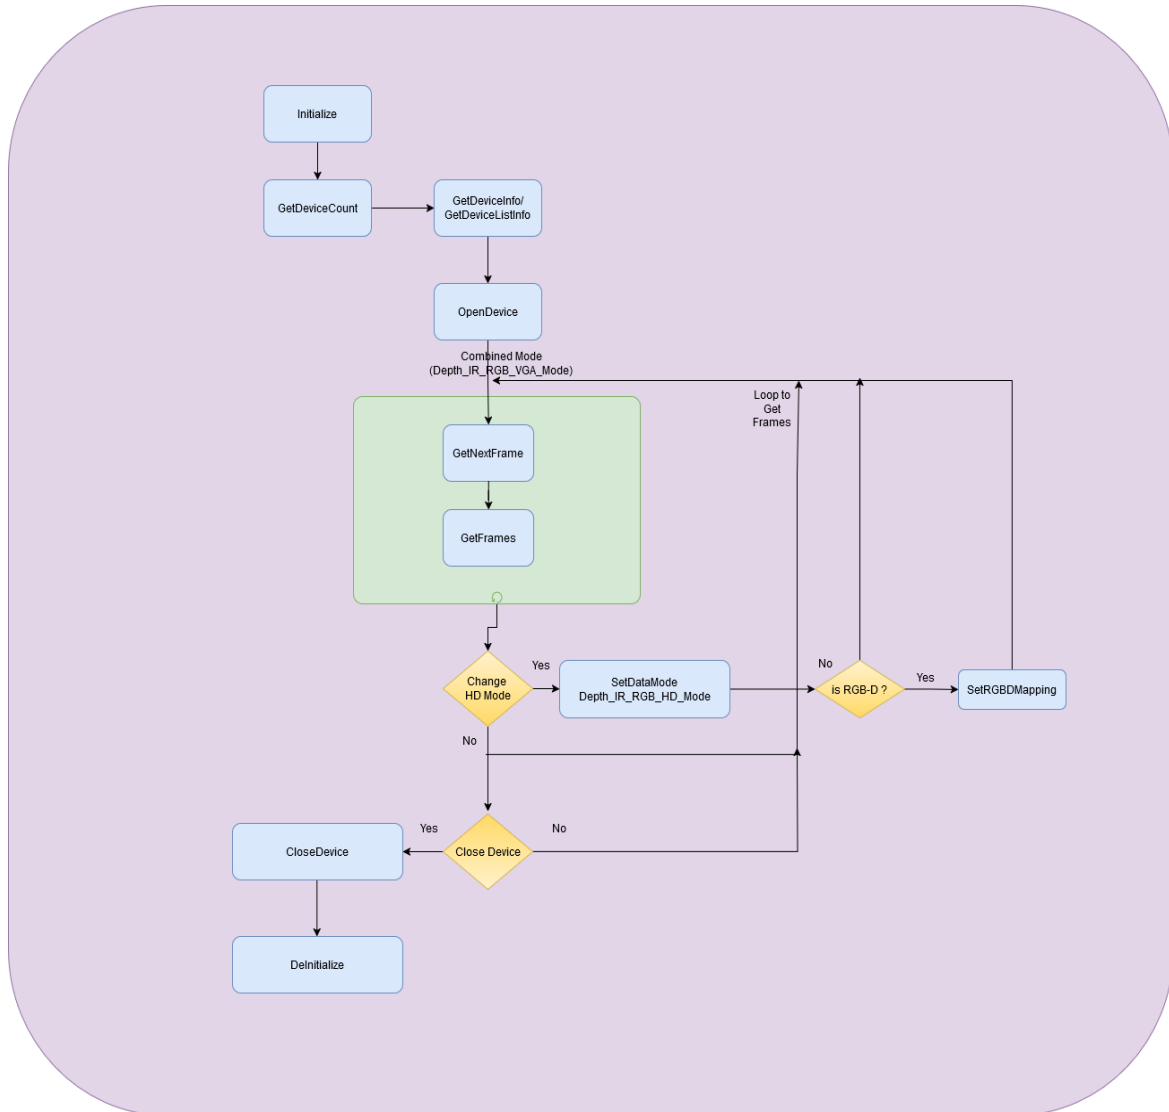 Initialize
GetDeviceCount
GetDeviceInfo/
GetDeviceListInfo
OpenDevice
Combined Mode
(Depth_IR_RGB_VGA_Mode)
Loop to
Get
Frames
GetNextFrame
GetFrames
Change
HD Mode
Yes
SetDataMode
Depth_IR_RGB_HD_Mode
No
is RGB-D ?
Yes
SetRGBDMapping
No
Close Device
Yes
No
CloseDevice
DeInitialize